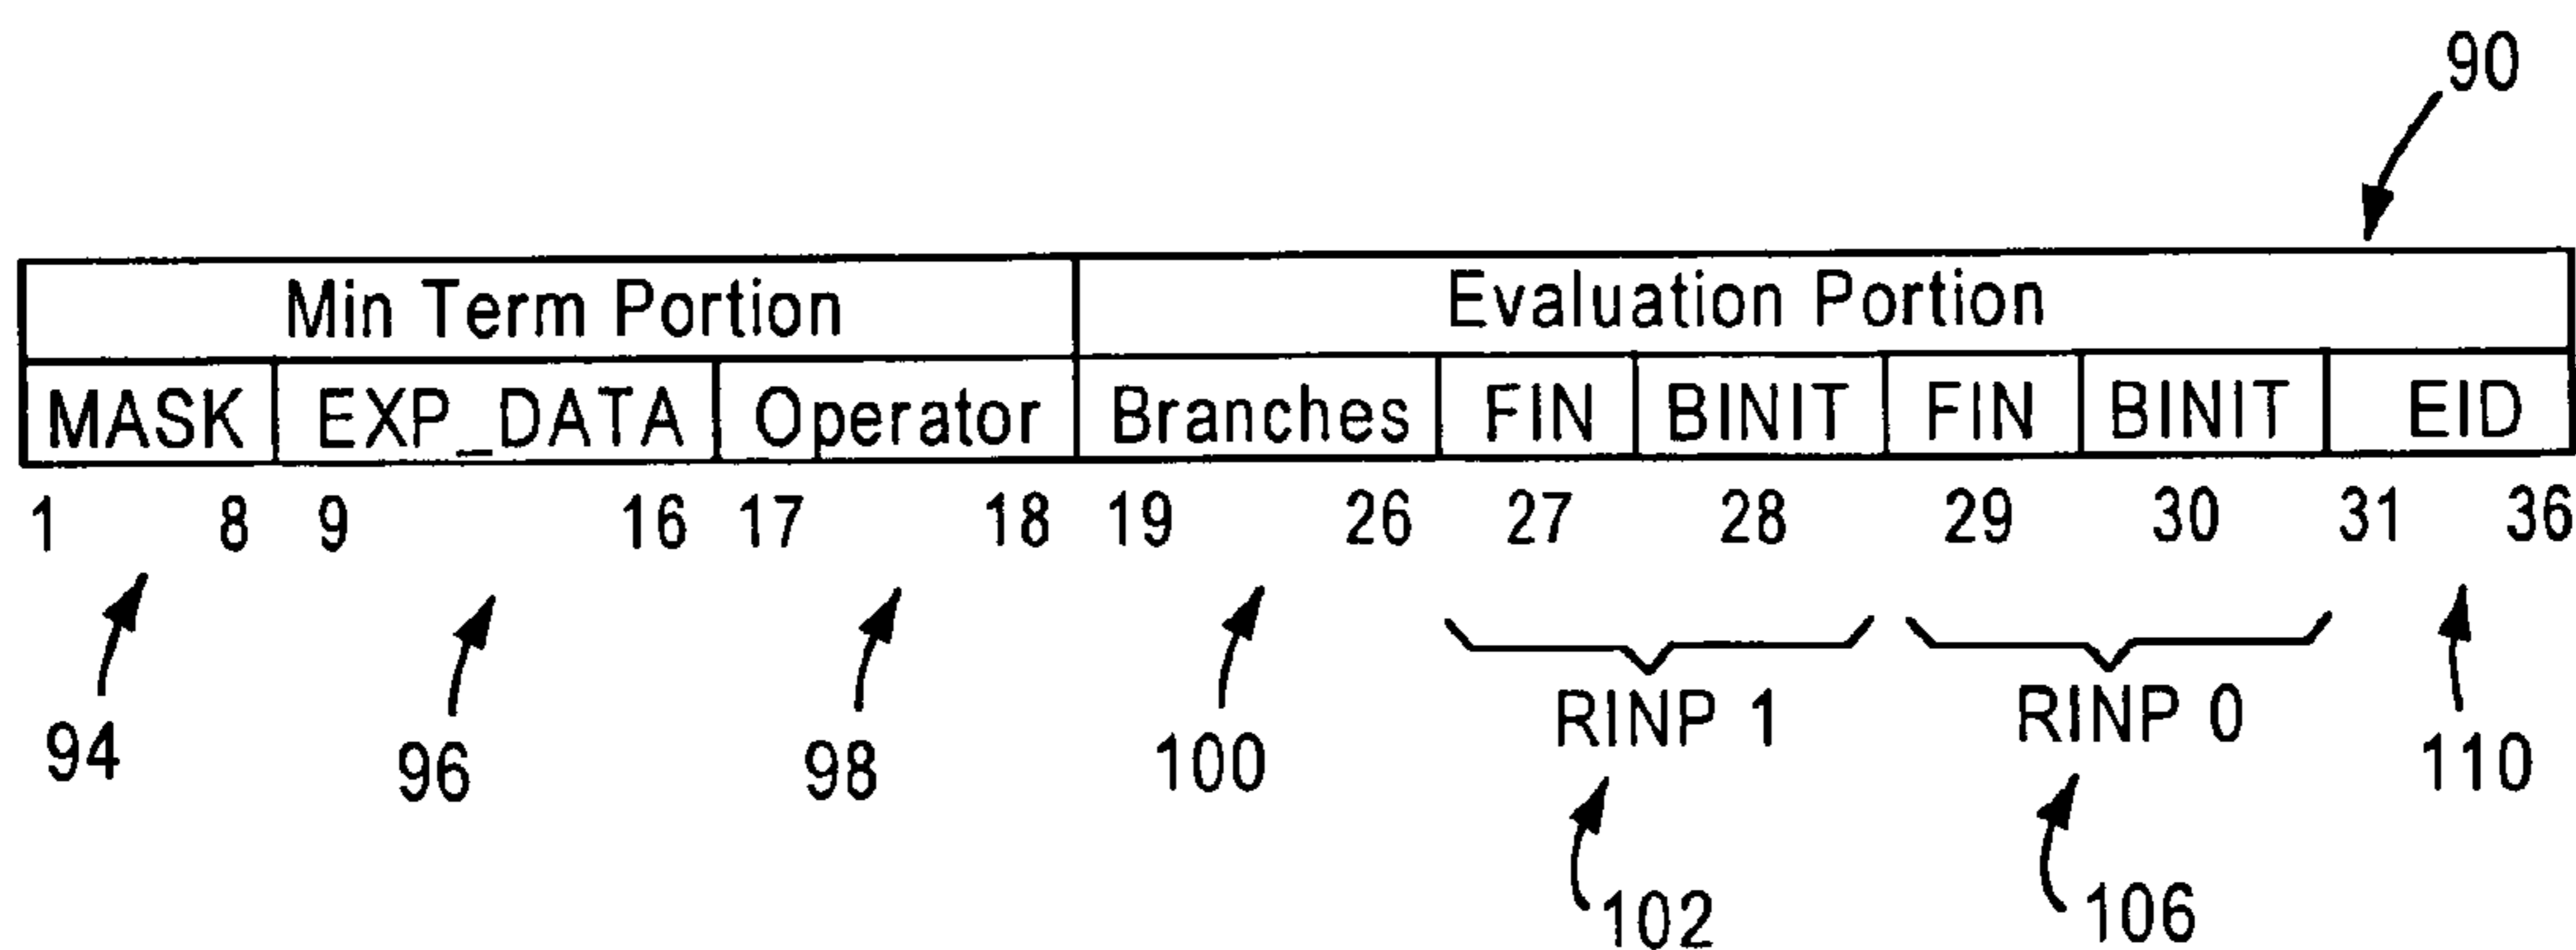 90
Min Term Portion Evaluation Portion
MASK EXP_DATA Operator Branches FIN BINIT FIN BINIT EID
1 8 9 16 17 18 19 26 27 28 29 30 31 36
RINP 1 RINP 0
94 96 98 100 110
102 106